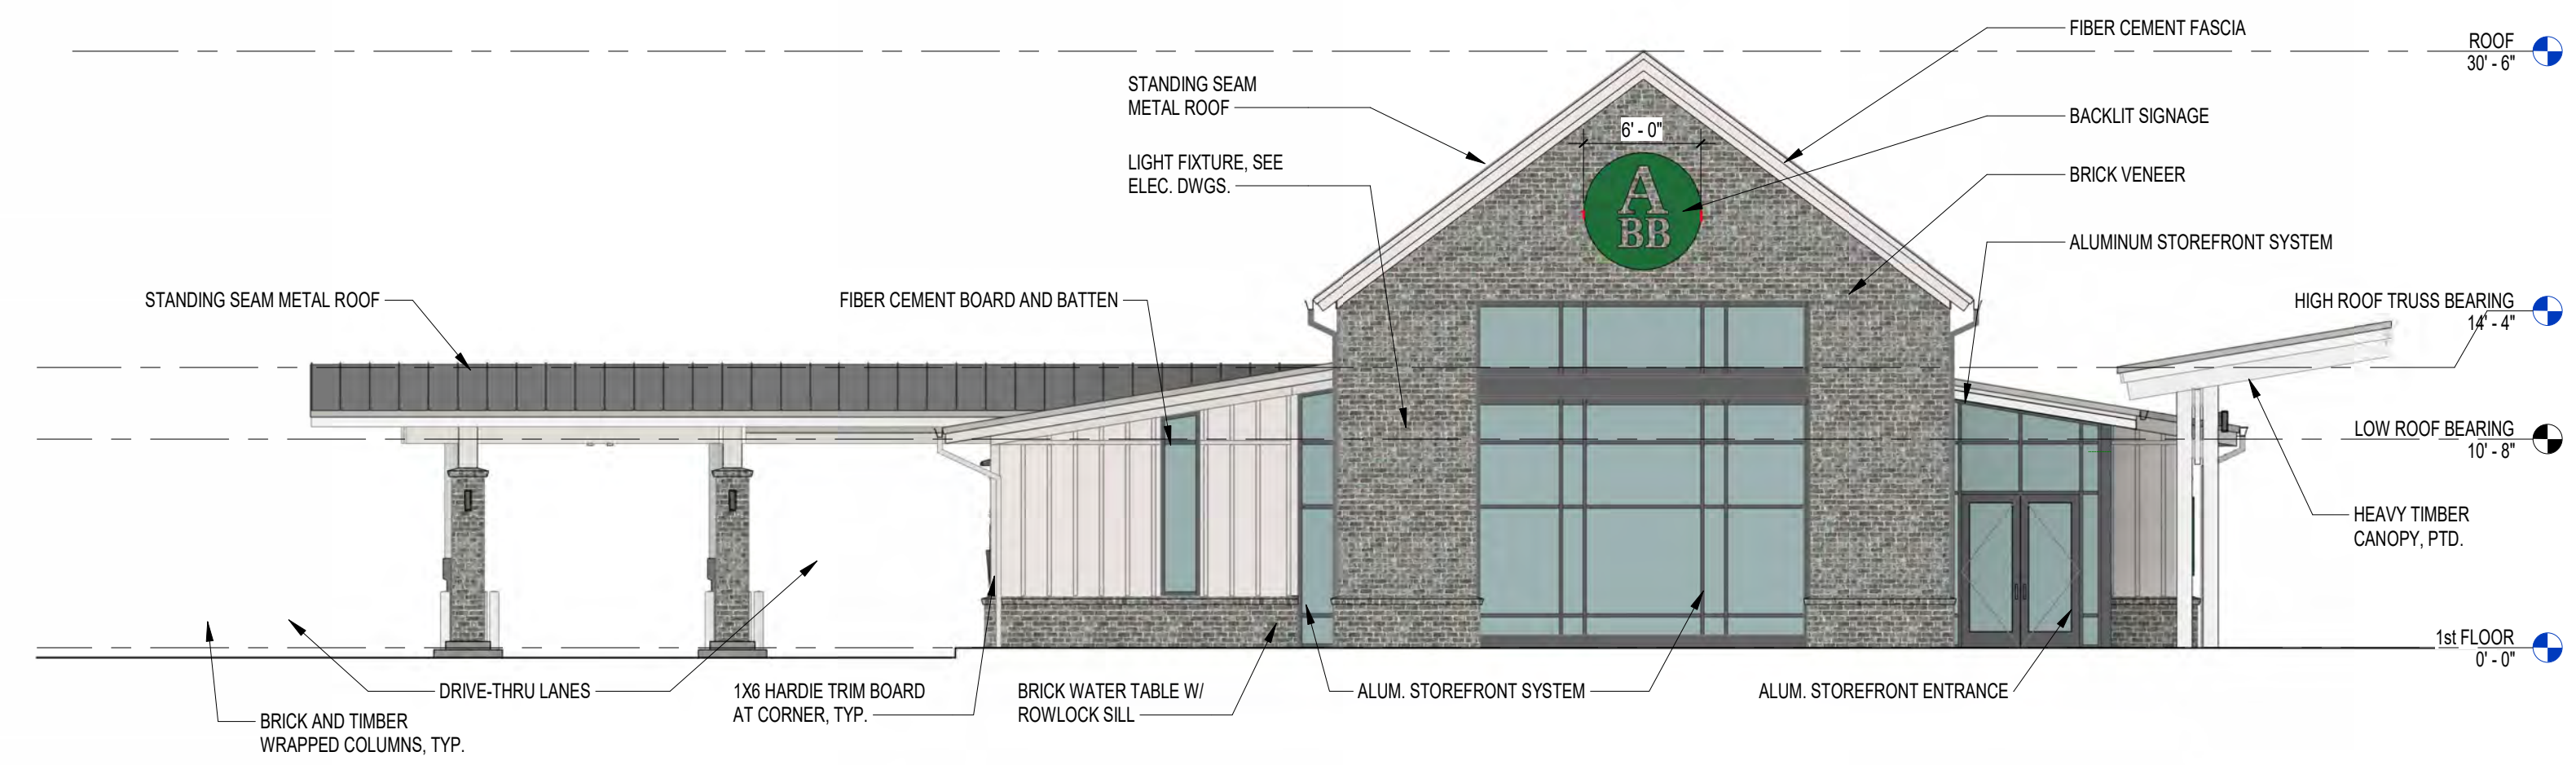 FIBER CEMENT FASCIA
ROOF
30' - 6"
STANDING SEAM
METAL ROOF
BACKLIT SIGNAGE
6' - 0"
LIGHT FIXTURE, SEE
ELEC. DWGS.
BRICK VENEER
A
BB
ALUMINUM STOREFRONT SYSTEM
STANDING SEAM METAL ROOF
FIBER CEMENT BOARD AND BATTEN
HIGH ROOF TRUSS BEARING
14' - 4"
LOW ROOF BEARING
10' - 8"
HEAVY TIMBER
CANOPY, PTD.
1st FLOOR
0' - 0"
DRIVE-THRU LANES
1X6 HARDIE TRIM BOARD
AT CORNER, TYP.
BRICK WATER TABLE W/
ROWLOCK SILL
ALUM. STOREFRONT SYSTEM
ALUM. STOREFRONT ENTRANCE
BRICK AND TIMBER
WRAPPED COLUMNS, TYP.